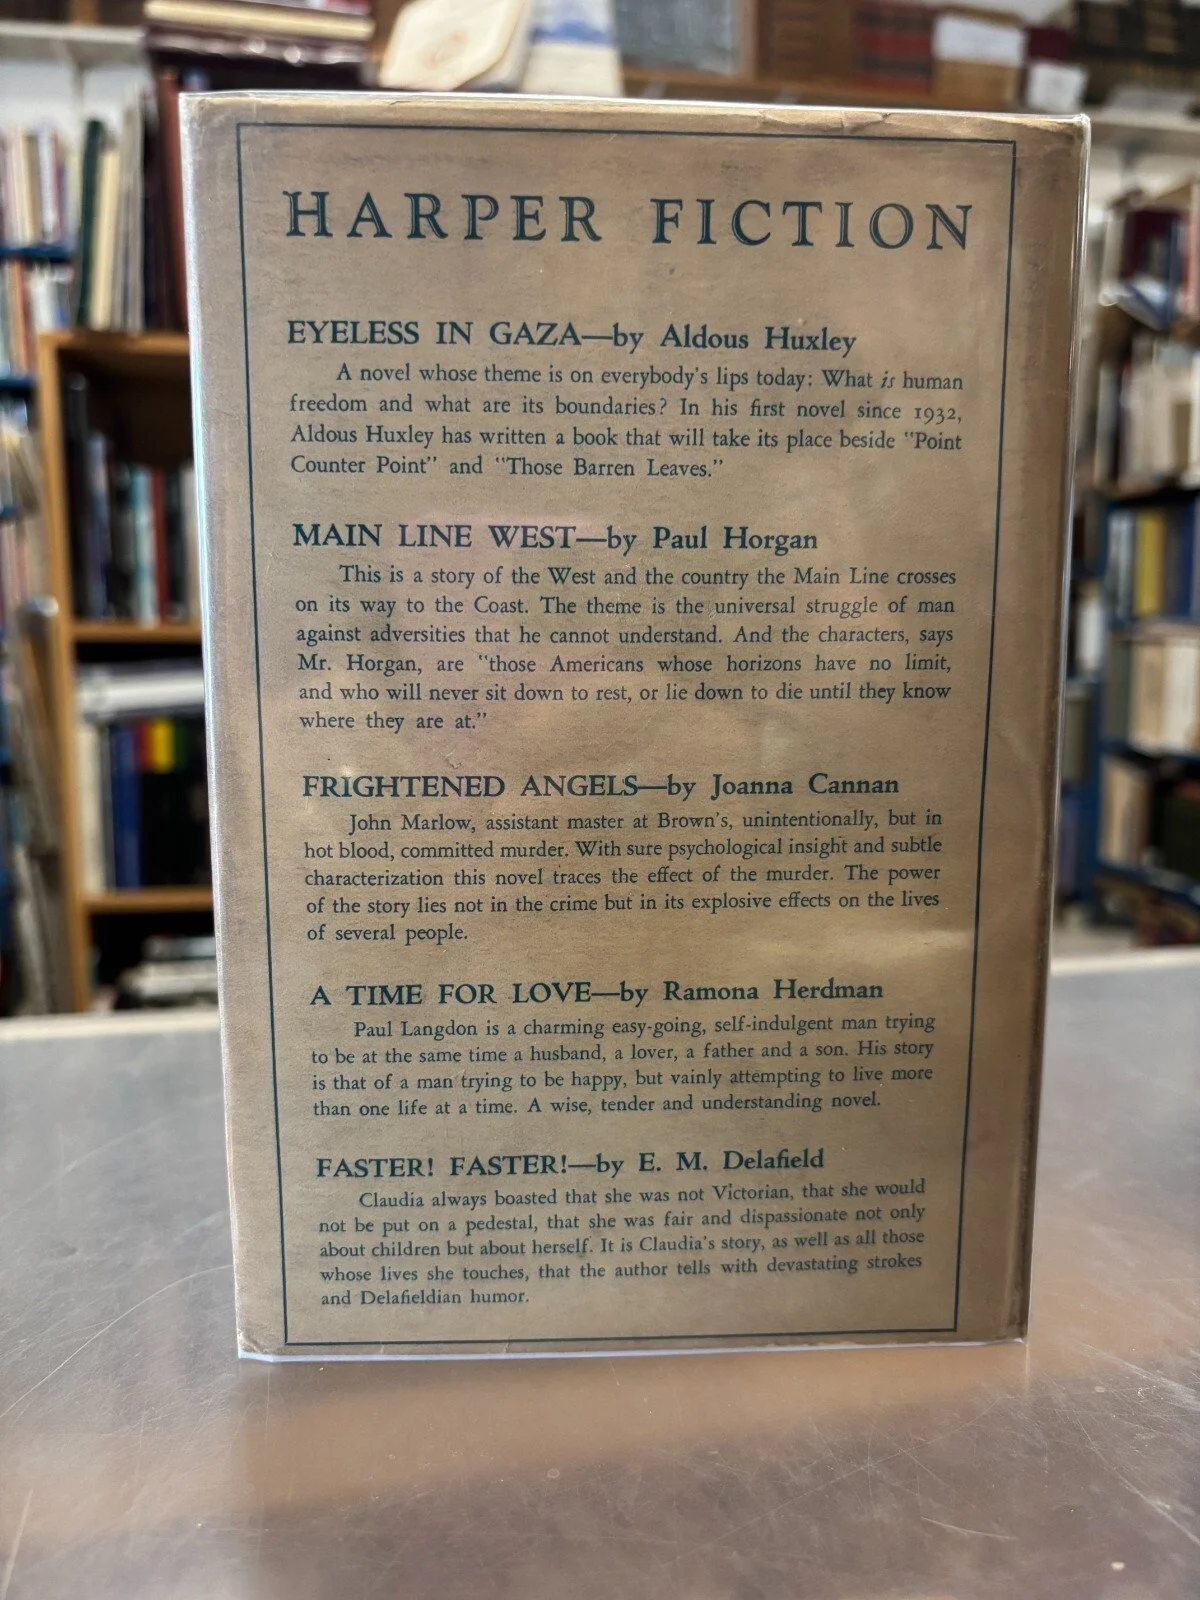 HARPER FICTION
EYELESS IN GAZA—by Aldous Huxley
A novel whose theme is on everybody's lips today: What is human
freedom and what are its boundaries? In his first novel since 1932,
Aldous Huxley has written a book that will take its place beside "Point
Counter Point" and "Those Barren Leaves."
MAIN LINE WEST—by Paul Horgan
This is a story of the West and the country the Main Line crosses
on its way to the Coast. The theme is the universal struggle of man
against adversities that he cannot understand. And the characters, says
Mr. Horgan, are "those Americans whose horizons have no limit,
and who will never sit down to rest, or lie down to die until they know
where they are at."
FRIGHTENED ANGELS—by Joanna Cannan
John Marlow, assistant master at Brown's, unintentionally, but in
hot blood, committed murder. With sure psychological insight and subtle
characterization this novel traces the effect of the murder. The power
of the story lies not in the crime but in its explosive effects on the lives
of several people.
A TIME FOR LOVE—by Ramona Herdman
Paul Langdon is a charming easy-going, self-indulgent man trying
to be at the same time a husband, a lover, a father and a son. His story
is that of a man trying to be happy, but vainly attempting to live more
than one life at a time. A wise, tender and understanding novel.
FASTER! FASTER!—by E. M. Delafield
Claudia always boasted that she was not Victorian, that she would
not be put on a pedestal, that she was fair and dispassionate not only
about children but about herself. It is Claudia's story, as well as all those
whose lives she touches, that the author tells with devastating strokes
and Delafieldian humor.